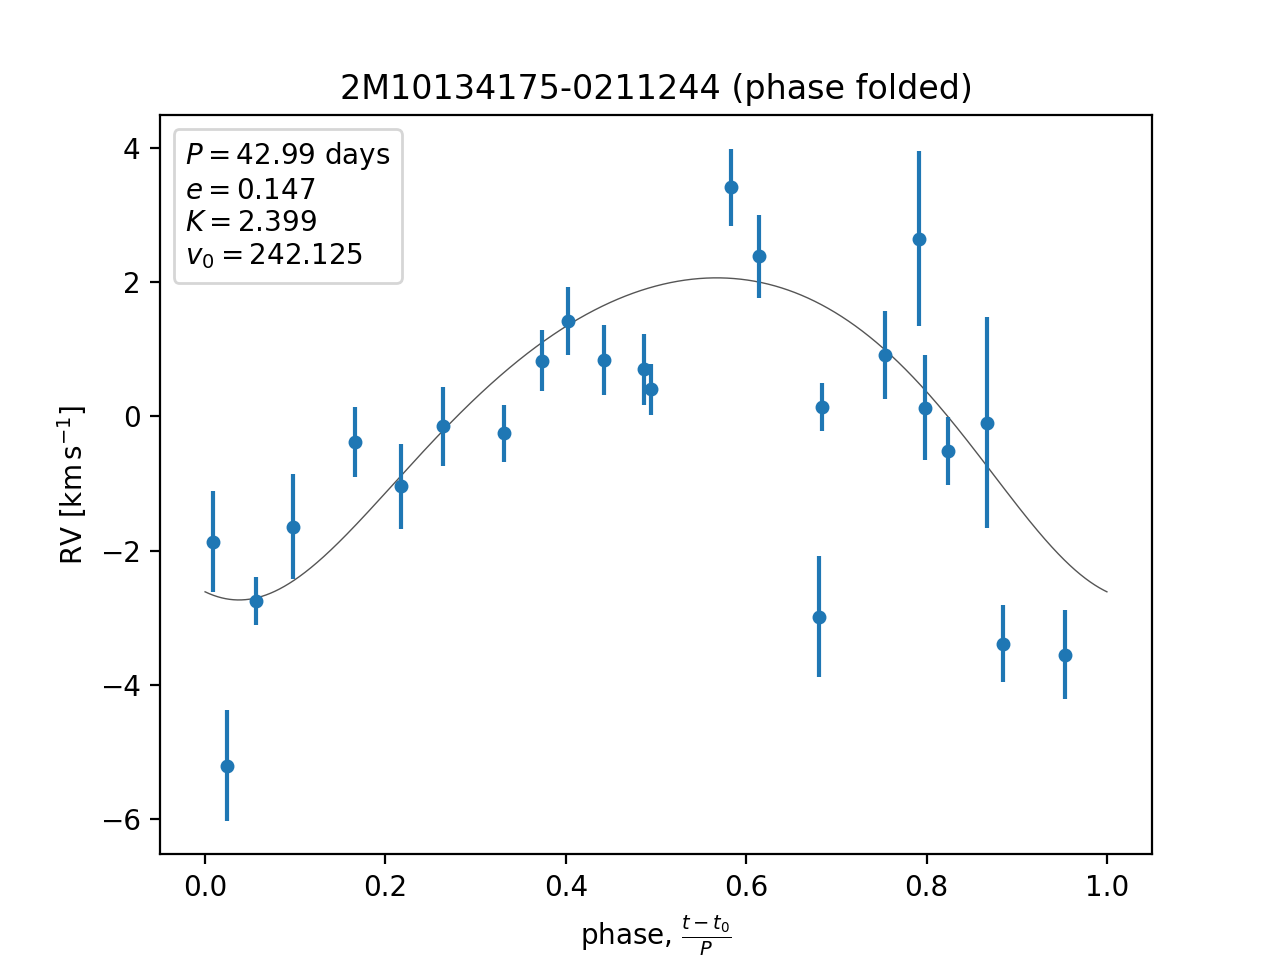 2M10134175-0211244 (phase folded)
P = 42.99 days
e = 0.147
K = 2.399
v₀ = 242.125
RV [km s⁻¹]
4
2
0
−2
−4
−6
0.0 0.2 0.4 0.6 0.8 1.0
phase, (t − t₀)/P